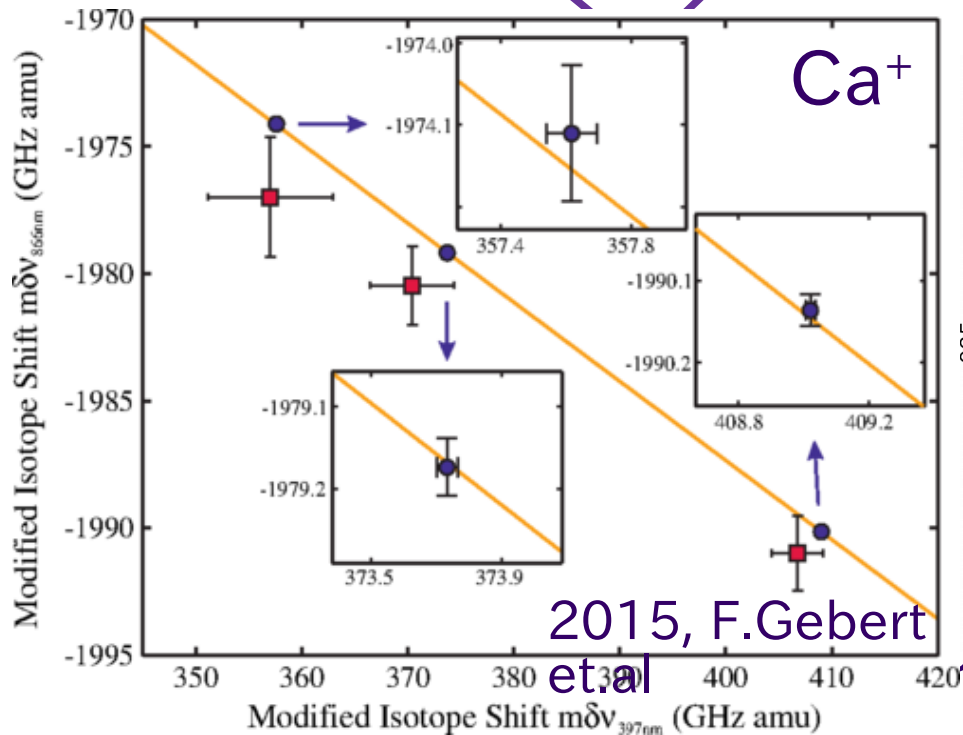 -1970
-1975
-1980
-1985
-1990
-1995
Modified Isotope Shift mδν866nm (GHz amu)
Ca+
-1974.0
-1974.1
357.4 357.8
-1990.1
-1990.2
408.8 409.2
-1979.1
-1979.2
373.5 373.9
2015, F.Gebert
et.al
350 360 370 380 390 400 410 420
Modified Isotope Shift mδν397nm (GHz amu)